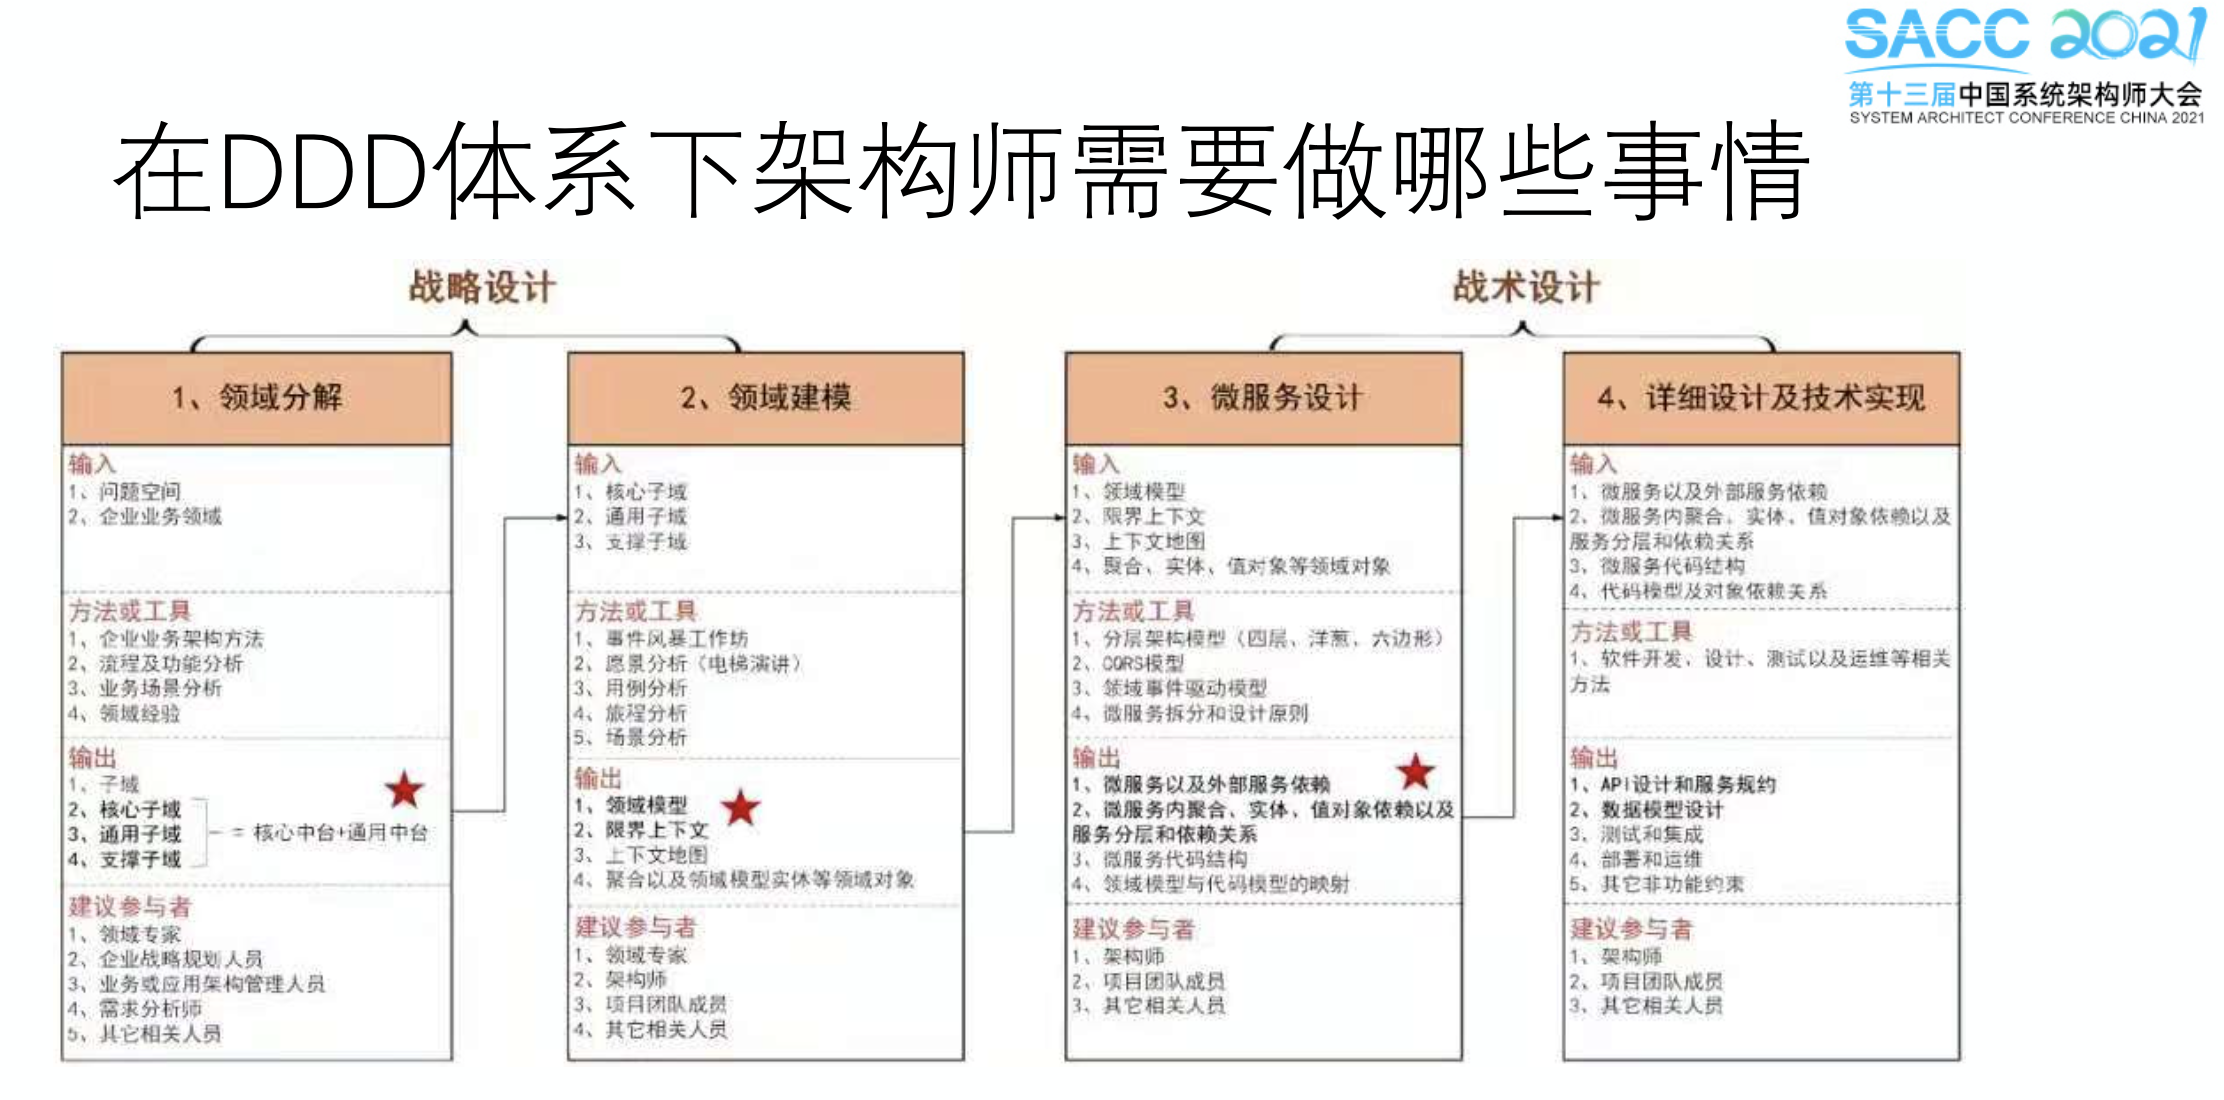 SACC 2021
第十三届中国系统架构师大会
SYSTEM ARCHITECT CONFERENCE CHINA 2021
在DDD体系下架构师需要做哪些事情
战略设计
战术设计
1、领域分解
输入
1、问题空间
2、企业业务领域
方法或工具
1、企业业务架构方法
2、流程及功能分析
3、业务场景分析
4、领域经验
输出
1、子域
2、核心子域
3、通用子域
4、支撑子域
= 核心中台+通用中台
建议参与者
1、领域专家
2、企业战略规划人员
3、业务或应用架构管理人员
4、需求分析师
5、其它相关人员
2、领域建模
输入
1、核心子域
2、通用子域
3、支撑子域
方法或工具
1、事件风暴工作坊
2、愿景分析（电梯演讲）
3、用例分析
4、旅程分析
5、场景分析
输出
1、领域模型
2、限界上下文
3、上下文地图
4、聚合以及领域模型实体等领域对象
建议参与者
1、领域专家
2、架构师
3、项目团队成员
4、其它相关人员
3、微服务设计
输入
1、领域模型
2、限界上下文
3、上下文地图
4、聚合、实体、值对象等领域对象
方法或工具
1、分层架构模型（四层、洋葱、六边形）
2、CQRS模型
3、领域事件驱动模型
4、微服务拆分和设计原则
输出
1、微服务以及外部服务依赖
2、微服务内聚合、实体、值对象依赖以及
服务分层和依赖关系
3、微服务代码结构
4、领域模型与代码模型的映射
建议参与者
1、架构师
2、项目团队成员
3、其它相关人员
4、详细设计及技术实现
输入
1、微服务以及外部服务依赖
2、微服务内聚合、实体、值对象依赖以及
服务分层和依赖关系
3、微服务代码结构
4、代码模型及对象依赖关系
方法或工具
1、软件开发、设计、测试以及运维等相关
方法
输出
1、API设计和服务规约
2、数据模型设计
3、测试和集成
4、部署和运维
5、其它非功能约束
建议参与者
1、架构师
2、项目团队成员
3、其它相关人员